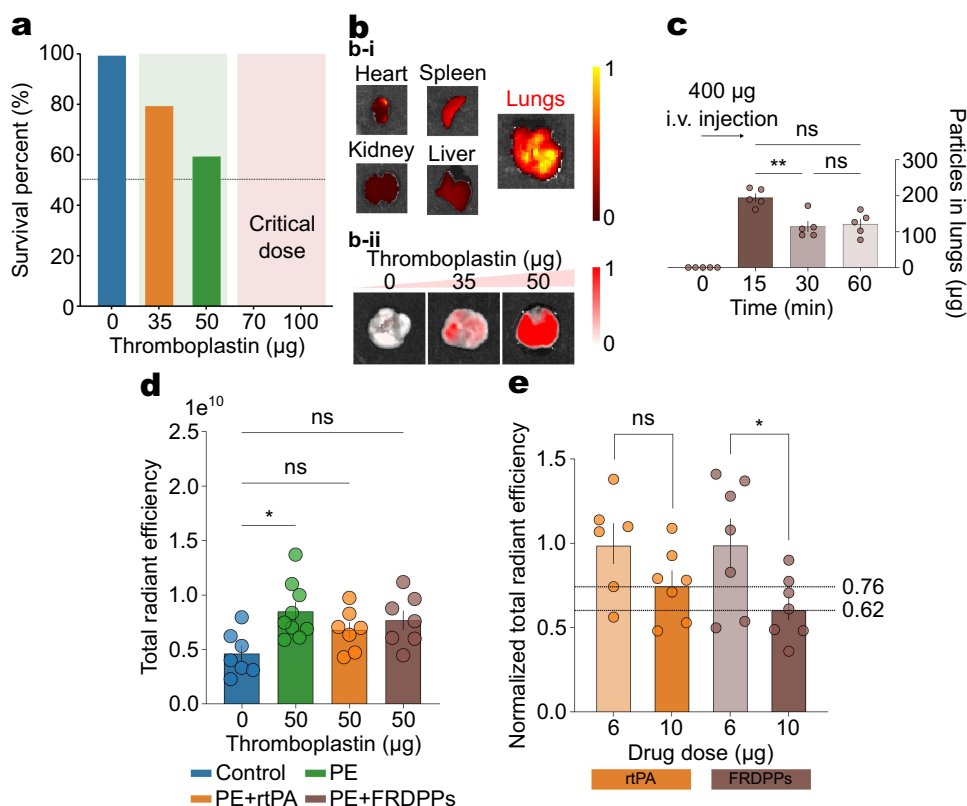 a
Survival percent (%)
100
80
60
40
20
0
Critical
dose
0 35 50 70 100
Thromboplastin (µg)
b
b-i
Heart Spleen
Kidney Liver
Lungs
1
0
b-ii
Thromboplastin (µg)
0 35 50
1
0
c
400 µg
i.v. injection
ns
** ns
300
200
100
0
Particles in
lungs (µg)
0 15 30 60
Time (min)
d
1e10
Total radiant efficiency
2.5
2.0
1.5
1.0
0.5
0.0
ns
ns
*
0 50 50 50
Thromboplastin (µg)
Control PE
PE+rtPA PE+FRDPPs
e
Normalized total radiant efficiency
1.5
1.0
0.5
0.0
ns *
0.76
0.62
6 10 6 10
Drug dose (µg)
rtPA FRDPPs